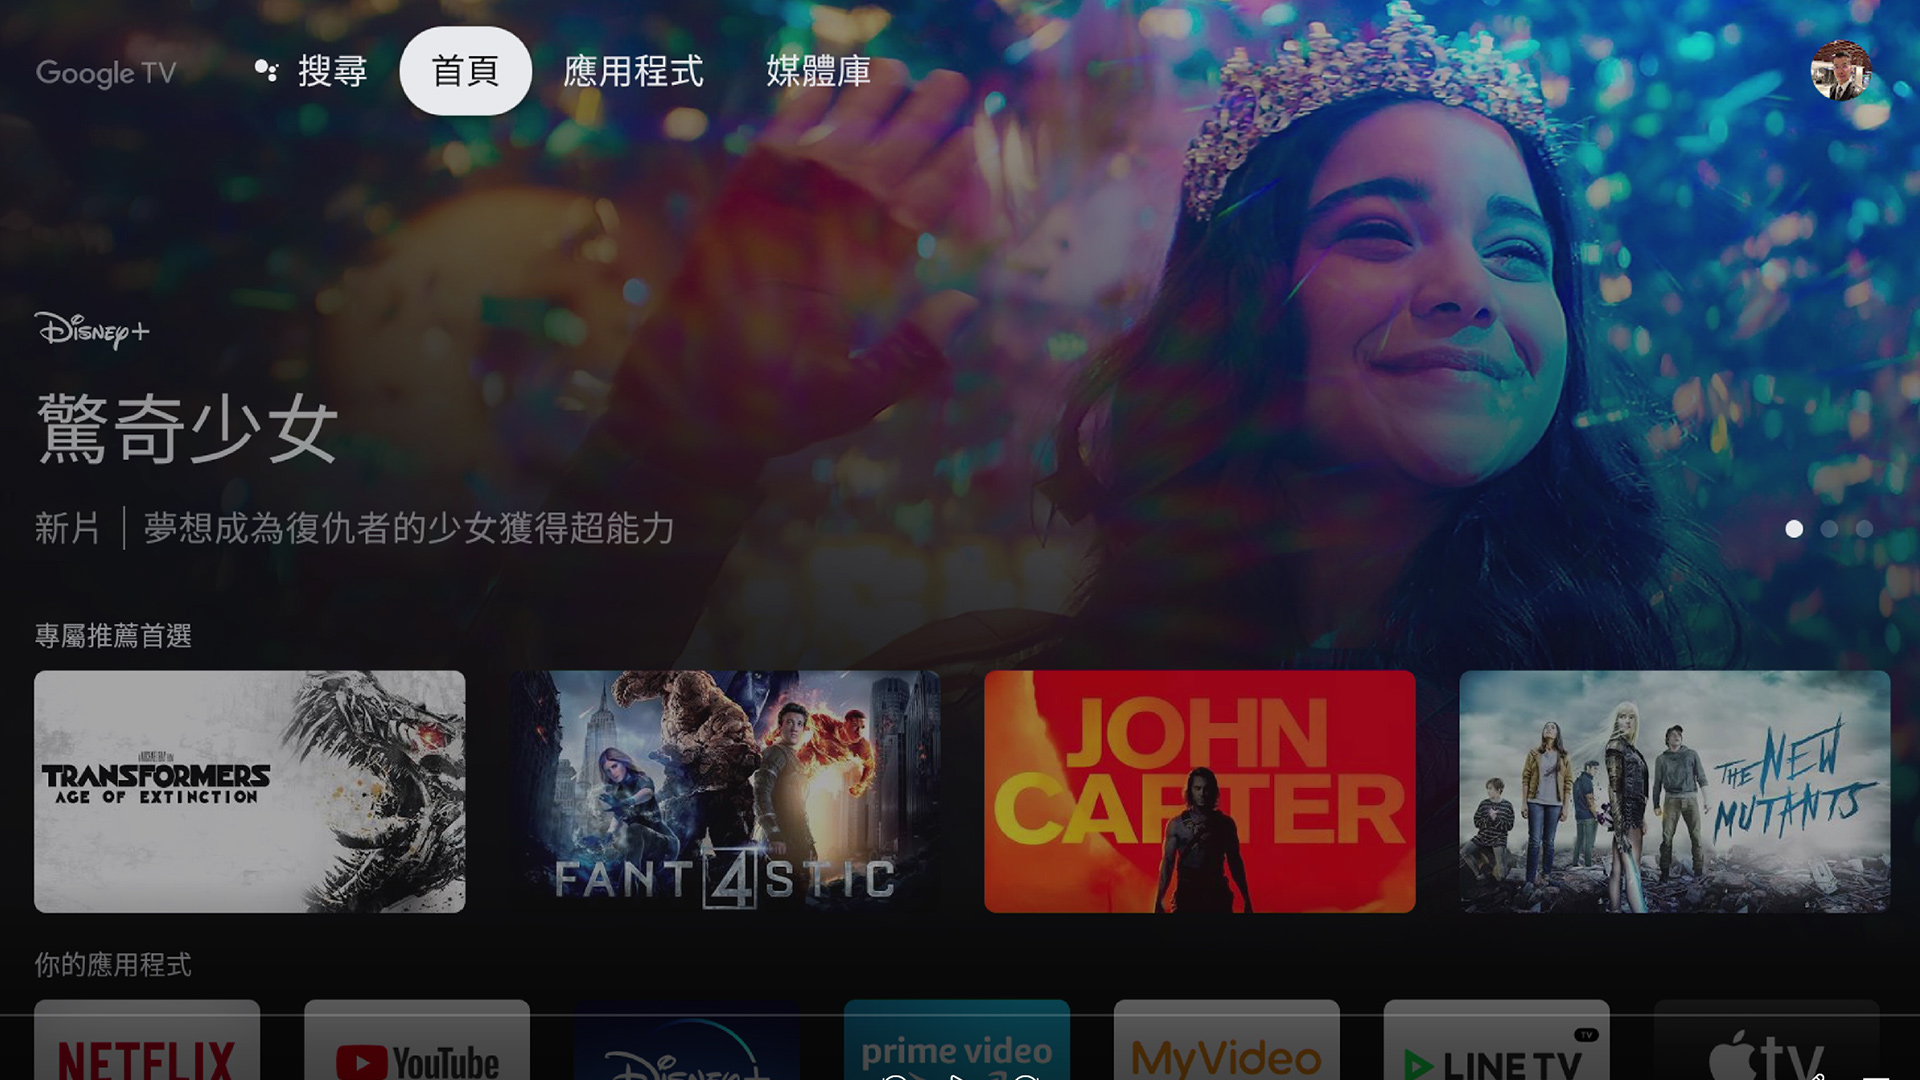 Google TV
搜尋
首頁
應用程式
媒體庫
Disney+
驚奇少女
新片 | 夢想成為復仇者的少女獲得超能力
專屬推薦首選
TRANSFORMERS
AGE OF EXTINCTION
FANT4STIC
JOHN
CARTER
THE NEW
MUTANTS
你的應用程式
NETFLIX
YouTube
Disney+
prime video
MyVideo
LINE TV
TV
tv